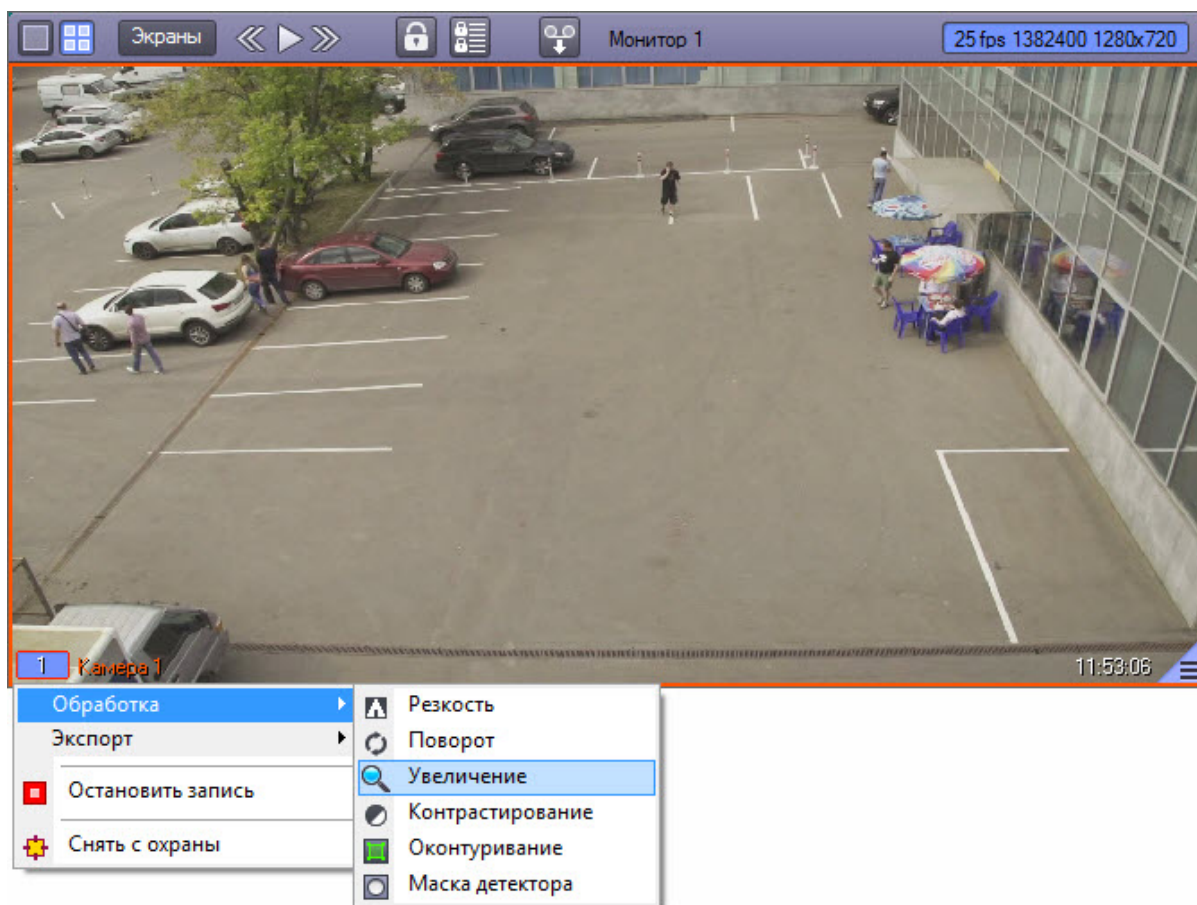 Экраны
Монитор 1
25 fps 1382400 1280x720
1 Камера 1
11:53:06
Обработка
Экспорт
Остановить запись
Снять с охраны
Резкость
Поворот
Увеличение
Контрастирование
Оконтуривание
Маска детектора